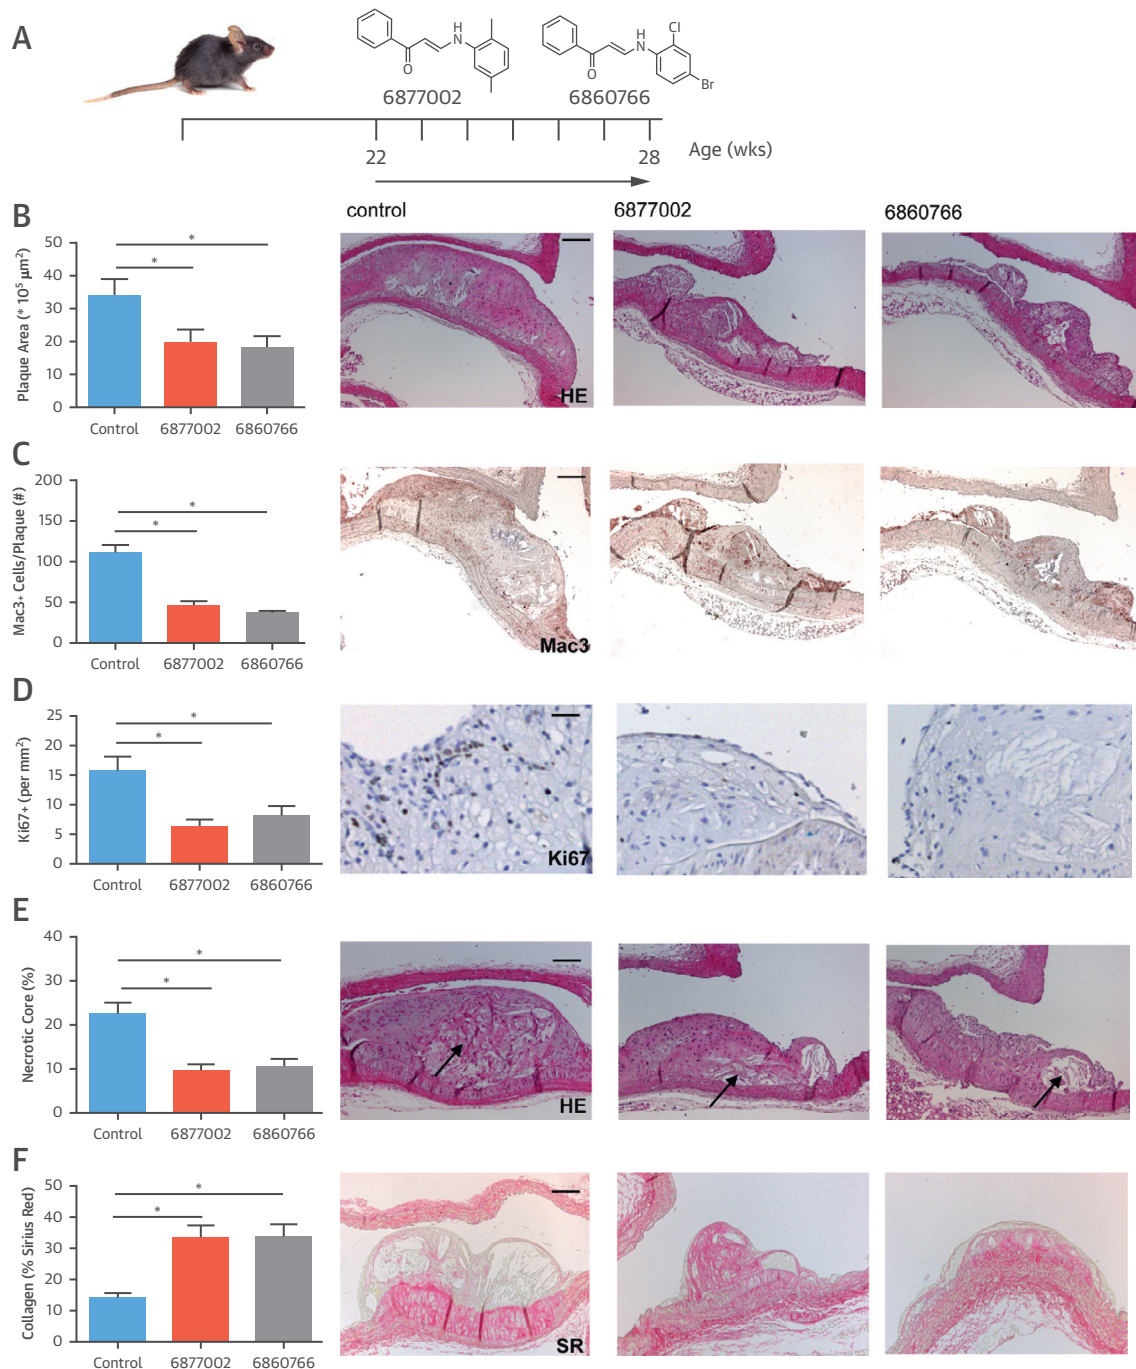 A
NH
O
6877002
Cl
NH
O
Br
6860766
22
28
Age (wks)
B
control
6877002
6860766
Plaque Area (* 10⁵ µm²)
50
40
30
20
10
0
*
*
Control
6877002
6860766
HE
C
Mac3+ Cells/Plaque (#)
200
150
100
50
0
*
*
Control
6877002
6860766
Mac3
D
Ki67+ (per mm²)
25
20
15
10
5
0
*
*
Control
6877002
6860766
Ki67
E
Necrotic Core (%)
40
30
20
10
0
*
*
Control
6877002
6860766
HE
F
Collagen (% Sirius Red)
50
40
30
20
10
0
*
*
Control
6877002
6860766
SR